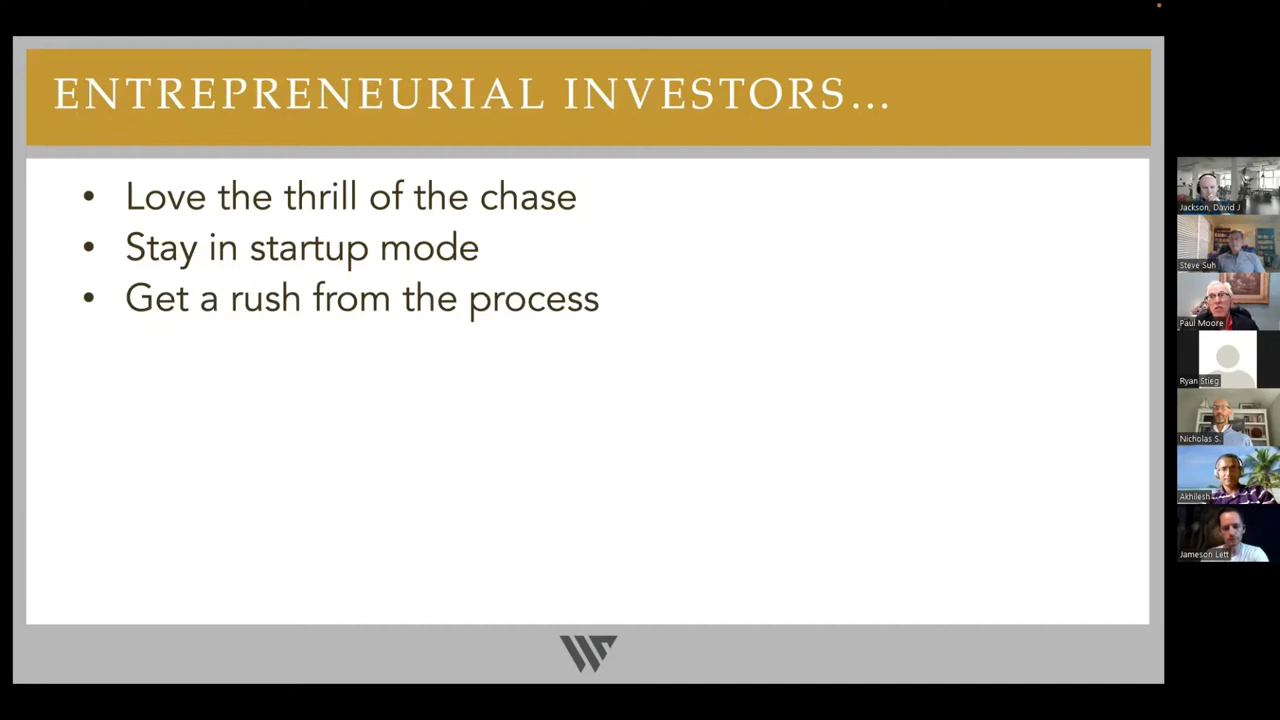 ENTREPRENEURIAL INVESTORS...
• Love the thrill of the chase
• Stay in startup mode
• Get a rush from the process
Jackson, David J
Steve Suh
Paul Moore
Ryan Stieg
Nicholas S.
Akhilesh
Jameson Lett